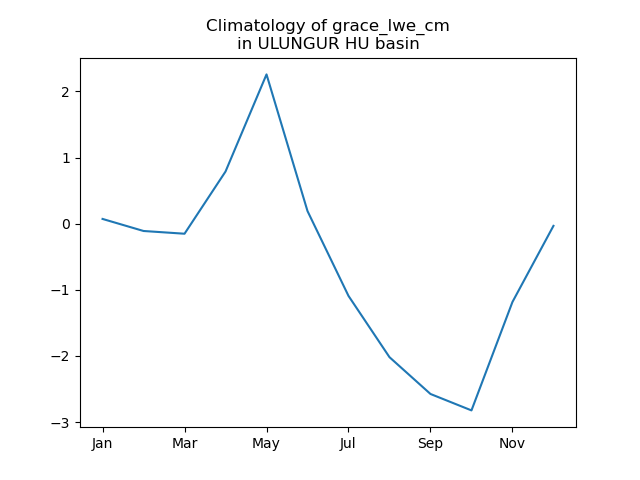 Climatology of grace_lwe_cm
in ULUNGUR HU basin
2
1
0
−1
−2
−3
Jan
Mar
May
Jul
Sep
Nov